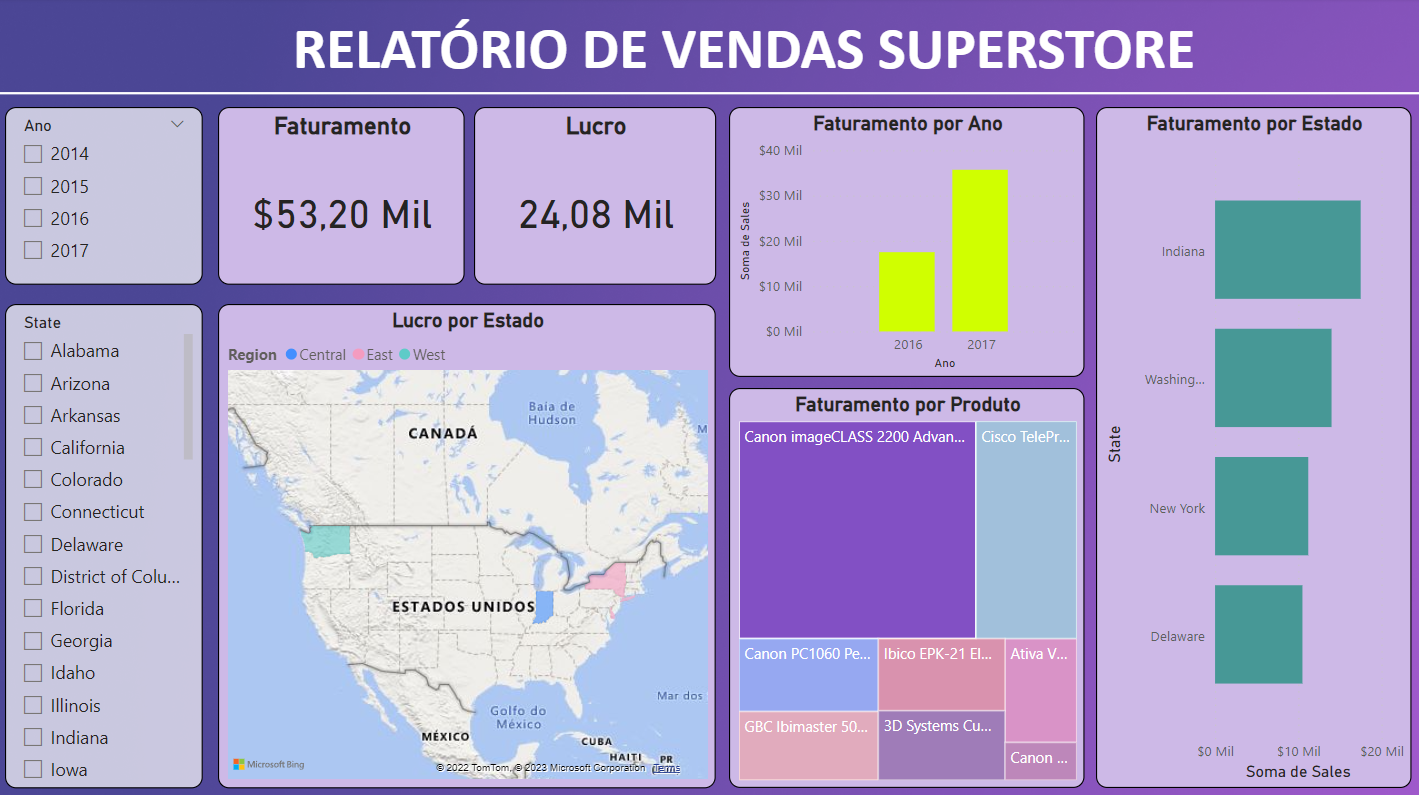 RELATÓRIO DE VENDAS SUPERSTORE
Ano
2014
2015
2016
2017
Faturamento
$53,20 Mil
Lucro
24,08 Mil
Faturamento por Ano
$40 Mil
$30 Mil
$20 Mil
$10 Mil
$0 Mil
Soma de Sales
2016
2017
Ano
Faturamento por Estado
Indiana
Washing...
New York
Delaware
State
$0 Mil
$10 Mil
$20 Mil
Soma de Sales
State
Alabama
Arizona
Arkansas
California
Colorado
Connecticut
Delaware
District of Colu...
Florida
Georgia
Idaho
Illinois
Indiana
Iowa
Lucro por Estado
Region
Central
East
West
Baía de
Hudson
M
CANADÁ
ESTADOS UNIDOS
Mar dos
Golfo do
México
MÉXICO
CUBA
HAITI
PR
Microsoft Bing
© 2022 TomTom, © 2023 Microsoft Corporation
Terms
Faturamento por Produto
Canon imageCLASS 2200 Advan...
Cisco TelePr...
Canon PC1060 Pe...
Ibico EPK-21 El...
Ativa V...
GBC Ibimaster 50...
3D Systems Cu...
Canon ...